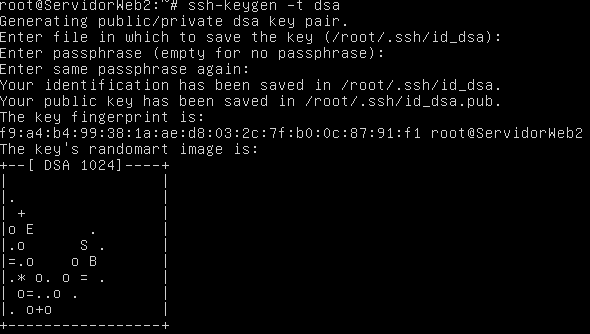 root@ServidorWeb2:~# ssh-keygen -t dsa
Generating public/private dsa key pair.
Enter file in which to save the key (/root/.ssh/id_dsa):
Enter passphrase (empty for no passphrase):
Enter same passphrase again:
Your identification has been saved in /root/.ssh/id_dsa.
Your public key has been saved in /root/.ssh/id_dsa.pub.
The key fingerprint is:
f9:a4:b4:99:38:1a:ae:d8:03:2c:7f:b0:0c:87:91:f1 root@ServidorWeb2
The key's randomart image is:
+--[ DSA 1024]----+
|                 |
|.                |
| +               |
|o E       .      |
|.o       S .     |
|=.o     o B      |
|.* o. o = .      |
| o=..o .         |
|. o+o            |
+-----------------+